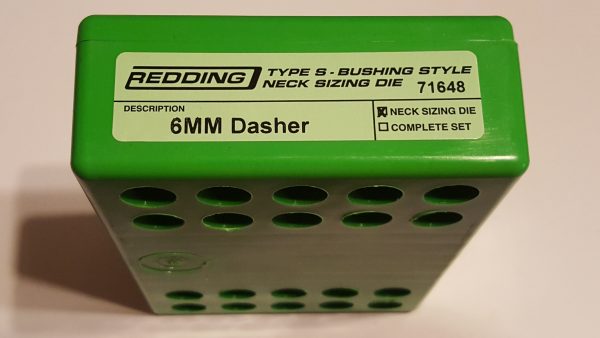 REDDING TYPE S - BUSHING STYLE
NECK SIZING DIE 71648
DESCRIPTION
6MM Dasher
NECK SIZING DIE
COMPLETE SET